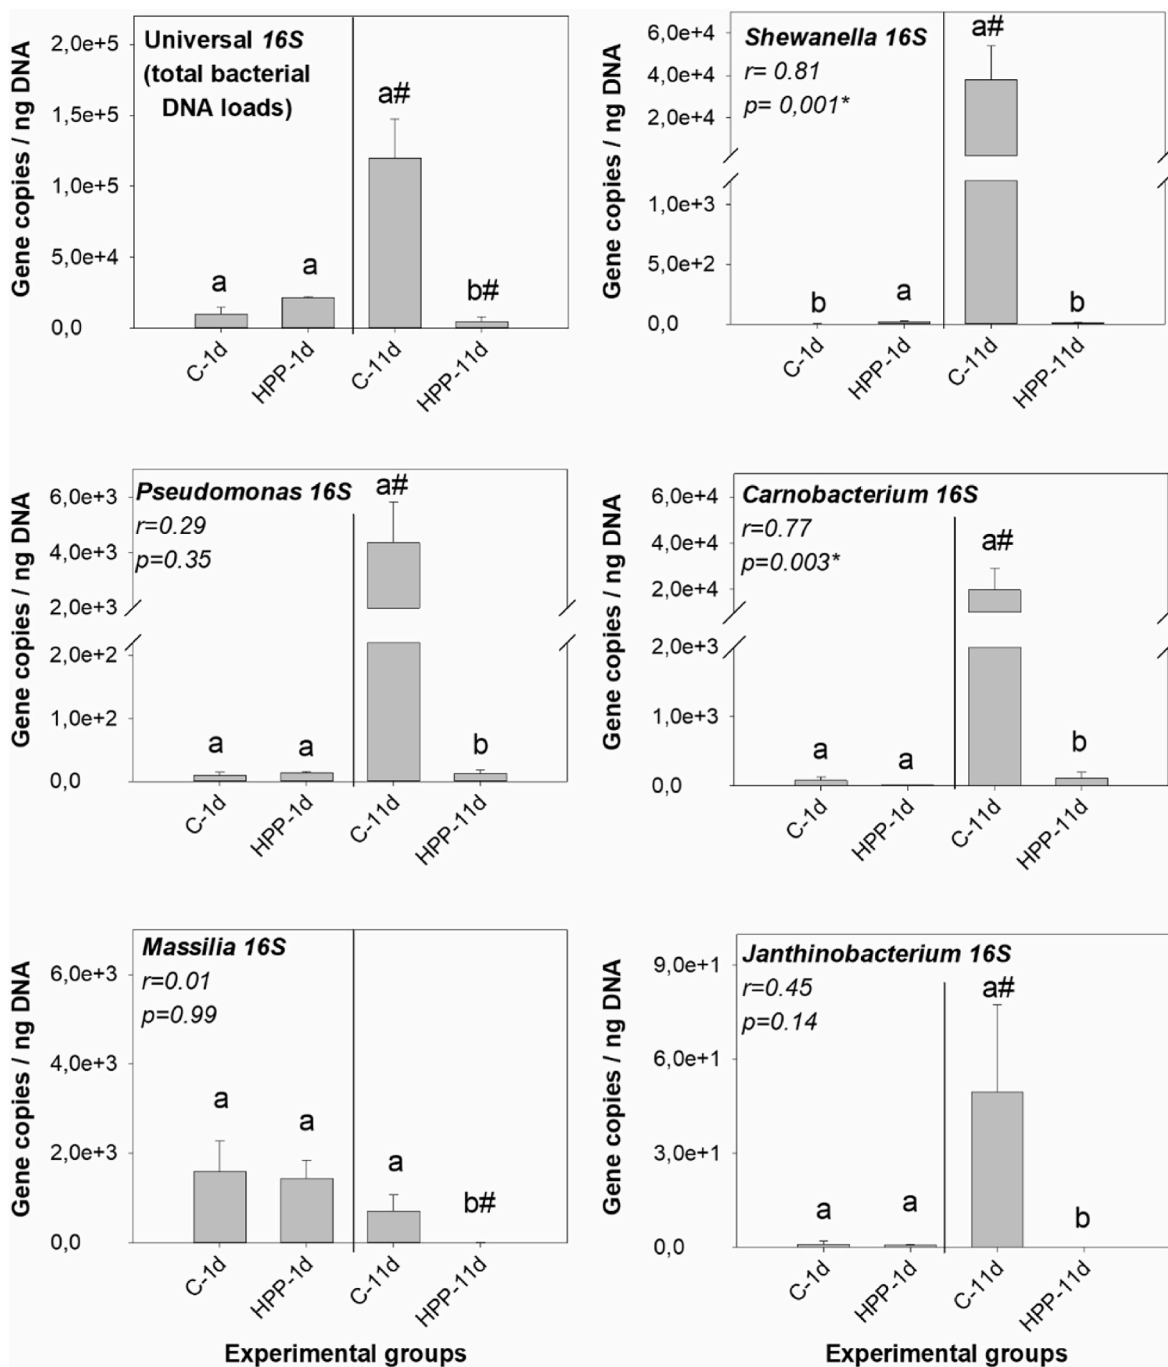 Universal 16S
(total bacterial
DNA loads)
Gene copies / ng DNA
2,0e+5
1,5e+5
1,0e+5
5,0e+4
0,0
a
a
a#
b#
C-1d
HPP-1d
C-11d
HPP-11d
Shewanella 16S
r= 0.81
p= 0,001*
Gene copies / ng DNA
6,0e+4
4,0e+4
2,0e+4
1,0e+3
5,0e+2
0,0
b
a
a#
b
C-1d
HPP-1d
C-11d
HPP-11d
Pseudomonas 16S
r=0.29
p=0.35
Gene copies / ng DNA
6,0e+3
4,0e+3
2,0e+3
2,0e+2
1,0e+2
0,0
a
a
a#
b
C-1d
HPP-1d
C-11d
HPP-11d
Carnobacterium 16S
r=0.77
p=0.003*
Gene copies / ng DNA
6,0e+4
4,0e+4
2,0e+4
2,0e+3
1,0e+3
0,0
a
a
a#
b
C-1d
HPP-1d
C-11d
HPP-11d
Massilia 16S
r=0.01
p=0.99
Gene copies / ng DNA
6,0e+3
4,0e+3
2,0e+3
0,0
a
a
a
b#
C-1d
HPP-1d
C-11d
HPP-11d
Experimental groups
Janthinobacterium 16S
r=0.45
p=0.14
Gene copies / ng DNA
9,0e+1
6,0e+1
3,0e+1
0,0
a
a
a#
b
C-1d
HPP-1d
C-11d
HPP-11d
Experimental groups